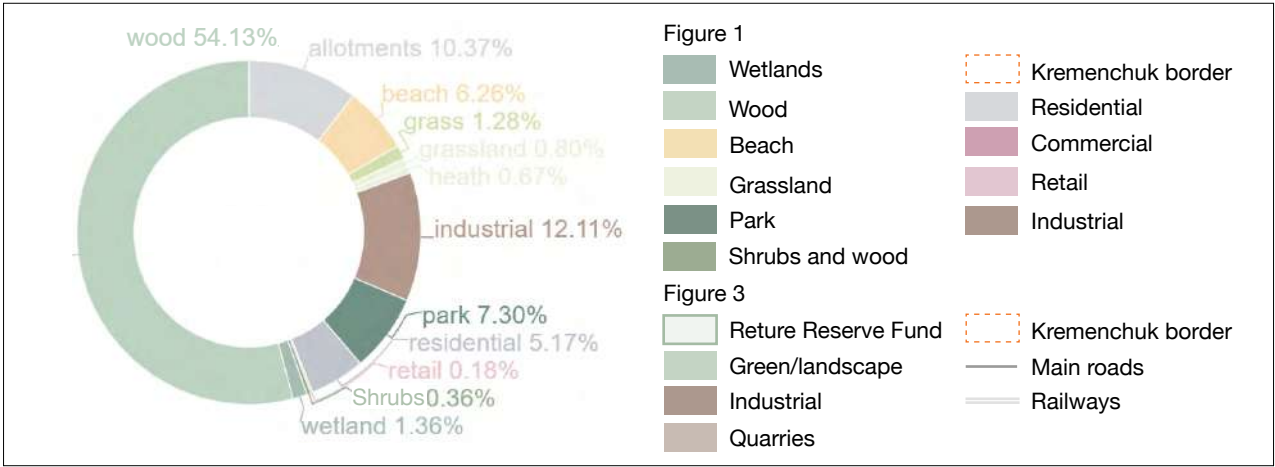 wood 54.13%
allotments 10.37%
beach 6.26%
grass 1.28%
grassland 0.80%
heath 0.67%
industrial 12.11%
park 7.30%
residential 5.17%
retail 0.18%
Shrubs0.36%
wetland 1.36%
Figure 1
Wetlands
Wood
Beach
Grassland
Park
Shrubs and wood
Kremenchuk border
Residential
Commercial
Retail
Industrial
Figure 3
Reture Reserve Fund
Green/landscape
Industrial
Quarries
Kremenchuk border
Main roads
Railways